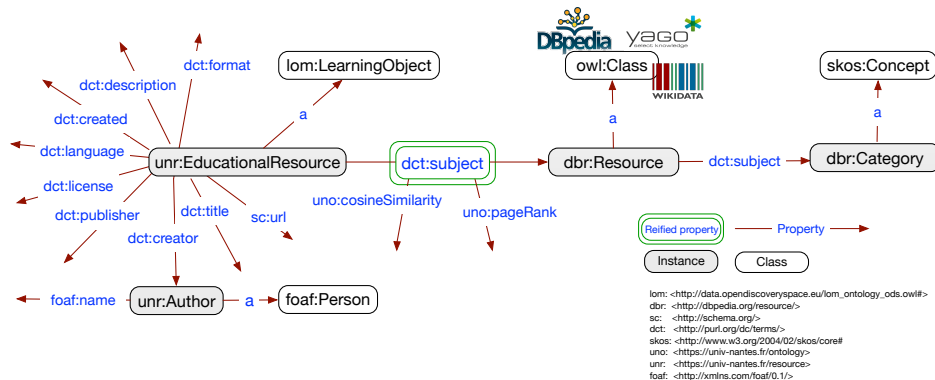 DBpedia
yago
select knowledge
dct:format
lom:LearningObject
owl:Class
WIKIDATA
skos:Concept
dct:description
dct:created
a
a
a
dct:language
unr:EducationalResource
dct:subject
dbr:Resource
dct:subject
dbr:Category
dct:license
dct:publisher
dct:title
sc:url
uno:cosineSimilarity
uno:pageRank
dct:creator
Reified property
Property
Instance
Class
foaf:name
unr:Author
a
foaf:Person
lom: <http://data.opendiscoveryspace.eu/lom_ontology_ods.owl#>
dbr: <http://dbpedia.org/resource/>
sc: <http://schema.org/>
dct: <http://purl.org/dc/terms/>
skos: <http://www.w3.org/2004/02/skos/core#
uno: <https://univ-nantes.fr/ontology>
unr: <https://univ-nantes.fr/resource>
foaf: <http://xmlns.com/foaf/0.1/>